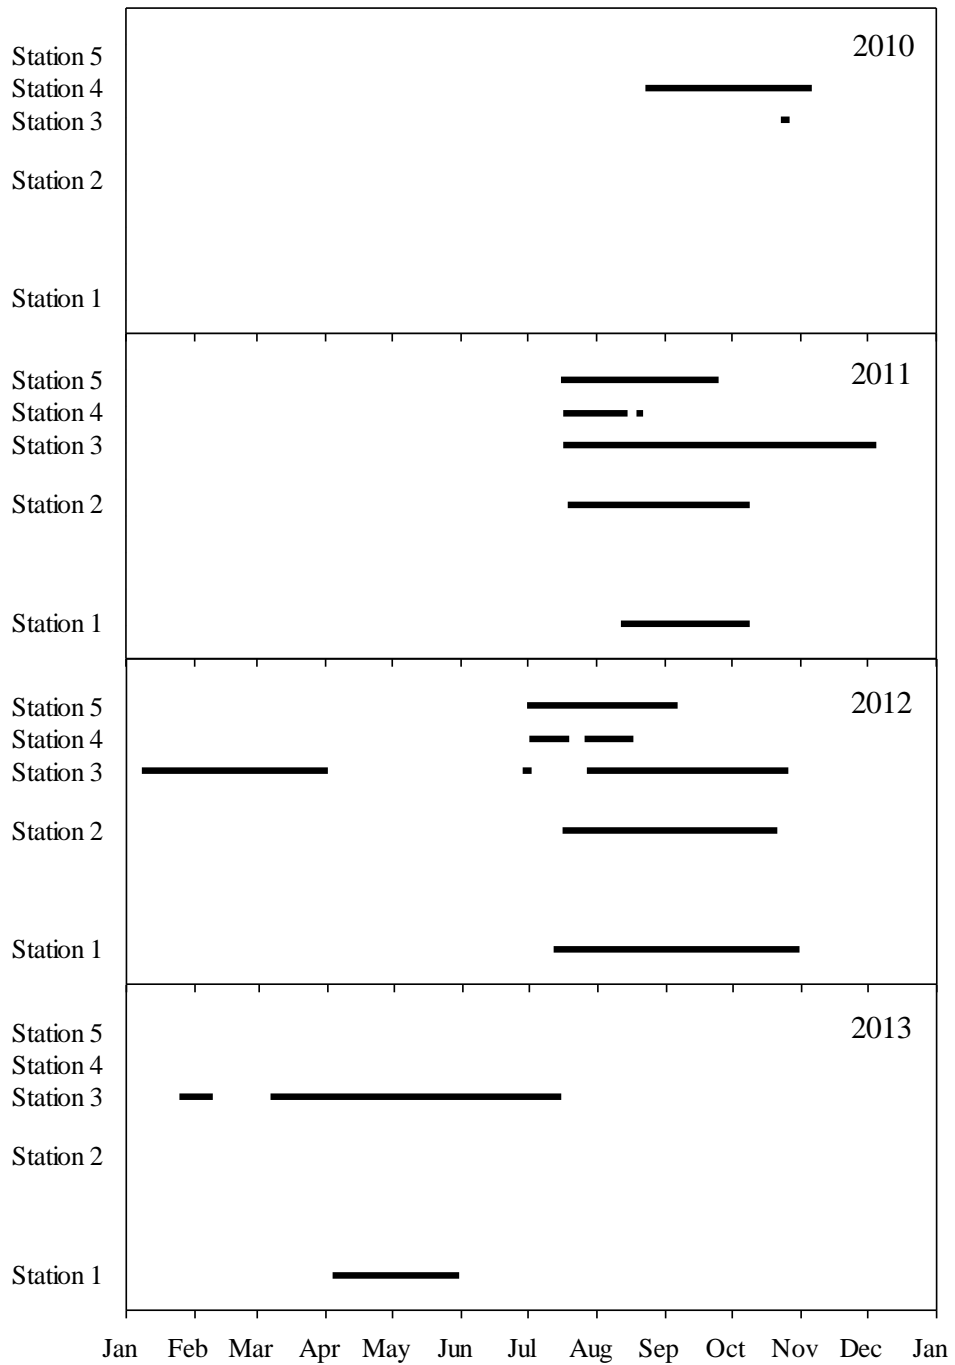 2010
Station 5
Station 4
Station 3
Station 2
Station 1
2011
Station 5
Station 4
Station 3
Station 2
Station 1
2012
Station 5
Station 4
Station 3
Station 2
Station 1
2013
Station 5
Station 4
Station 3
Station 2
Station 1
Jan Feb Mar Apr May Jun Jul Aug Sep Oct Nov Dec Jan